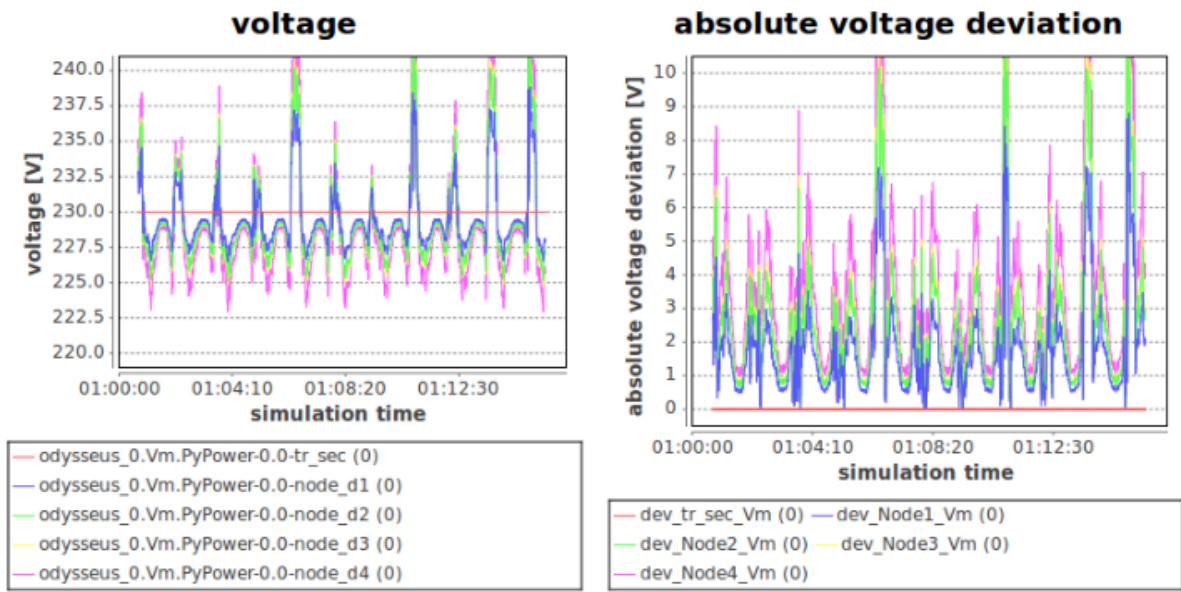 voltage
voltage [V]
240.0
237.5
235.0
232.5
230.0
227.5
225.0
222.5
220.0
01:00:00 01:04:10 01:08:20 01:12:30
simulation time
odysseus_0.Vm.PyPower-0.0-tr_sec (0)
odysseus_0.Vm.PyPower-0.0-node_d1 (0)
odysseus_0.Vm.PyPower-0.0-node_d2 (0)
odysseus_0.Vm.PyPower-0.0-node_d3 (0)
odysseus_0.Vm.PyPower-0.0-node_d4 (0)
absolute voltage deviation
absolute voltage deviation [V]
10
9
8
7
6
5
4
3
2
1
0
01:00:00 01:04:10 01:08:20 01:12:30
simulation time
dev_tr_sec_Vm (0) dev_Node1_Vm (0)
dev_Node2_Vm (0) dev_Node3_Vm (0)
dev_Node4_Vm (0)